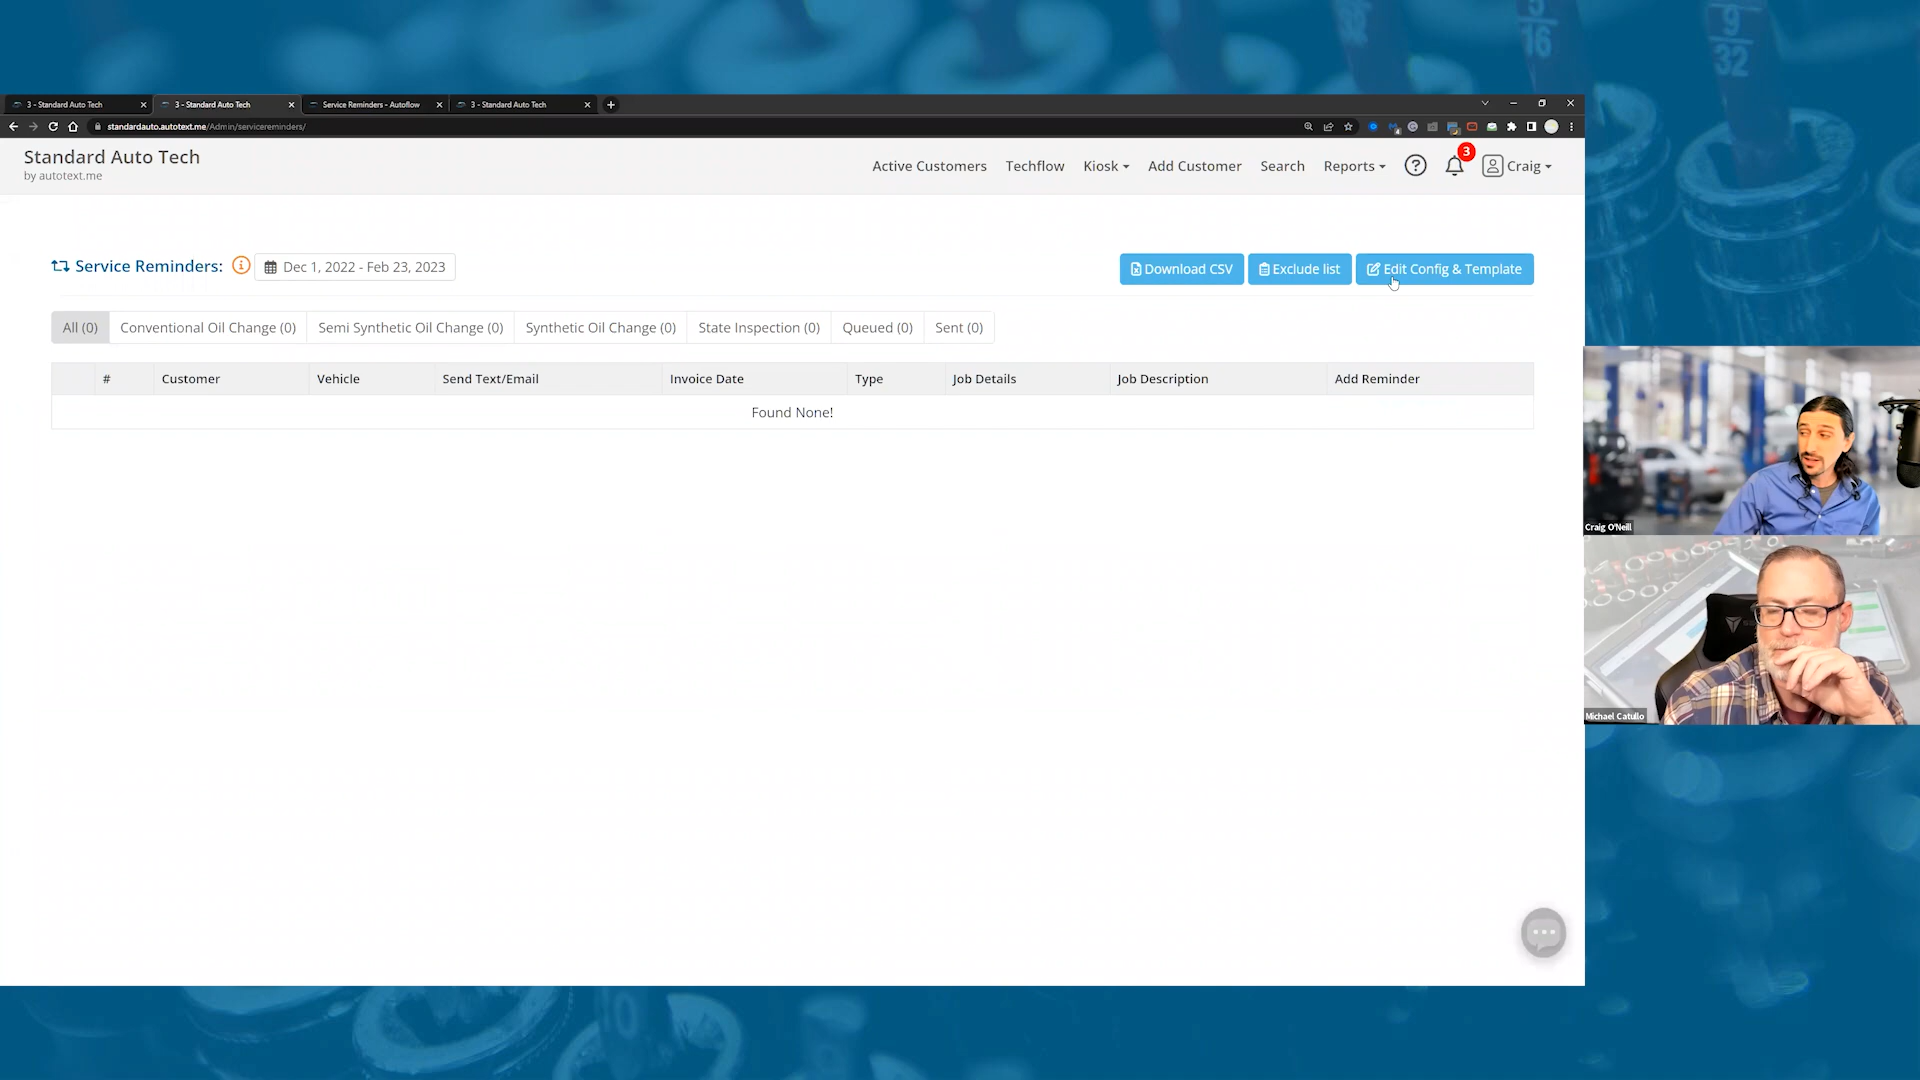 5
16
9
32
3 - Standard Auto Tech
3 - Standard Auto Tech
Service Reminders - Autoflow
3 - Standard Auto Tech
standardauto.autotext.me/Admin/servicereminders/
Standard Auto Tech
by autotext.me
Active Customers
Techflow
Kiosk
Add Customer
Search
Reports
3
Craig
Service Reminders:
Dec 1, 2022 - Feb 23, 2023
Download CSV
Exclude list
Edit Config & Template
All (0)
Conventional Oil Change (0)
Semi Synthetic Oil Change (0)
Synthetic Oil Change (0)
State Inspection (0)
Queued (0)
Sent (0)
# Customer Vehicle Send Text/Email Invoice Date Type Job Details Job Description Add Reminder
Found None!
Craig O'Neill
Michael Catullo